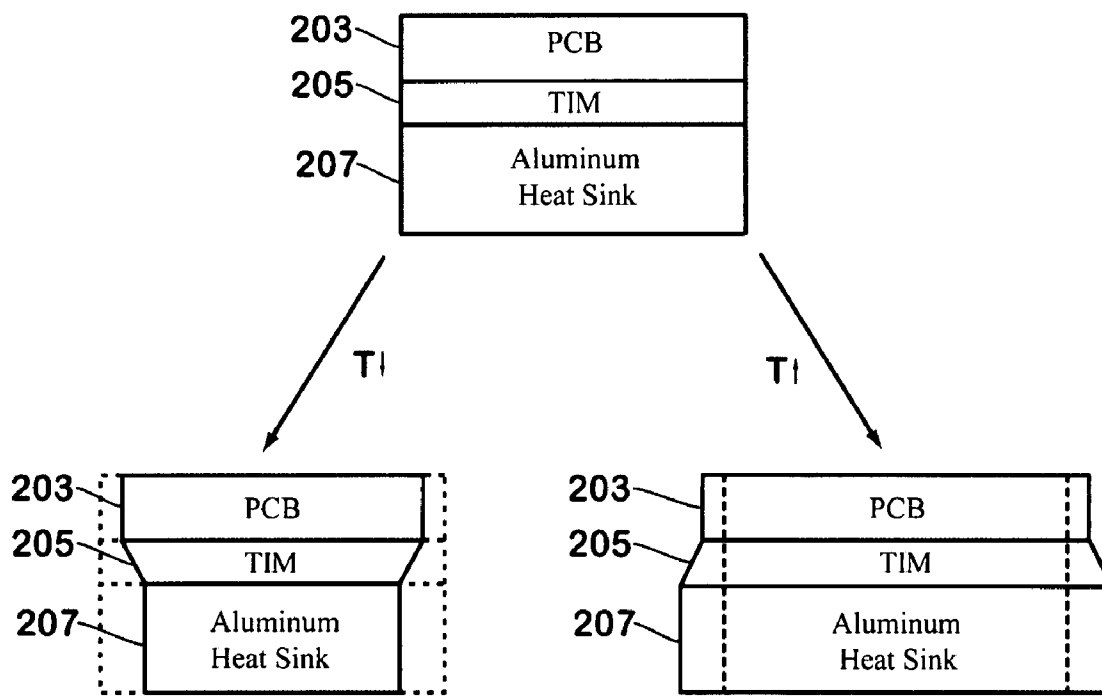 203
PCB
205
TIM
207
Aluminum
Heat Sink
T↓
T↑
203
PCB
205
TIM
207
Aluminum
Heat Sink
203
PCB
205
TIM
207
Aluminum
Heat Sink